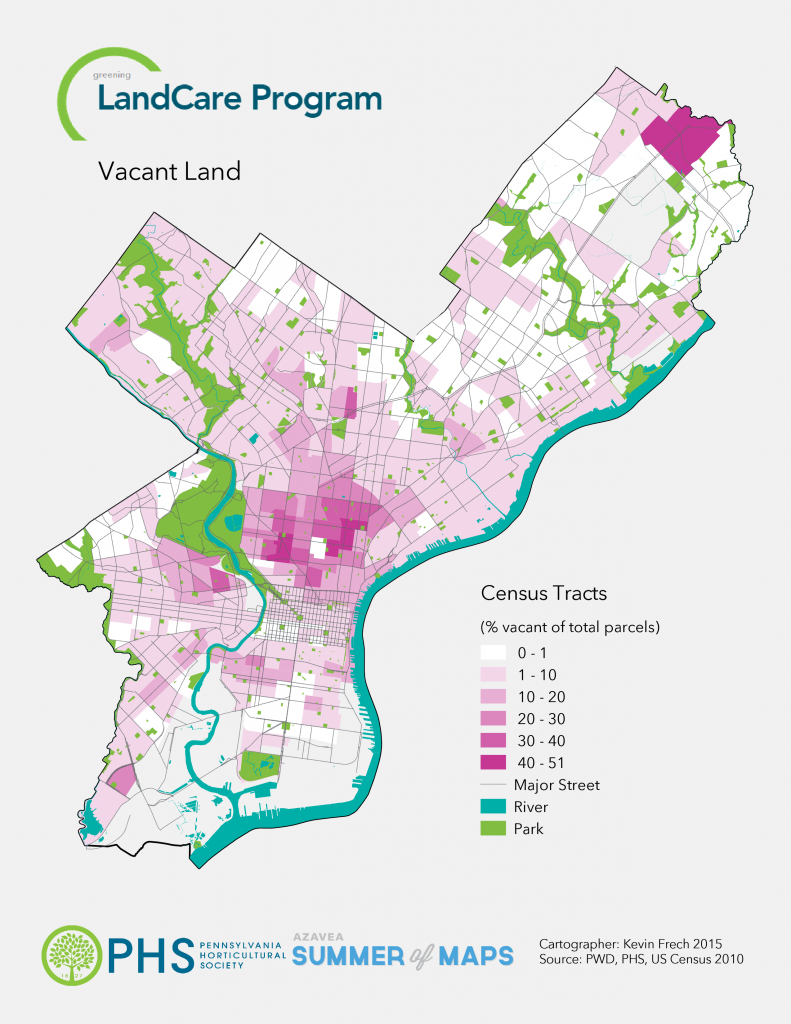 greening
LandCare Program
Vacant Land
Census Tracts
(% vacant of total parcels)
0 - 1
1 - 10
10 - 20
20 - 30
30 - 40
40 - 51
Major Street
River
Park
1827
PHS
PENNSYLVANIA
HORTICULTURAL
SOCIETY
AZAVEA
SUMMER of MAPS
Cartographer: Kevin Frech 2015
Source: PWD, PHS, US Census 2010